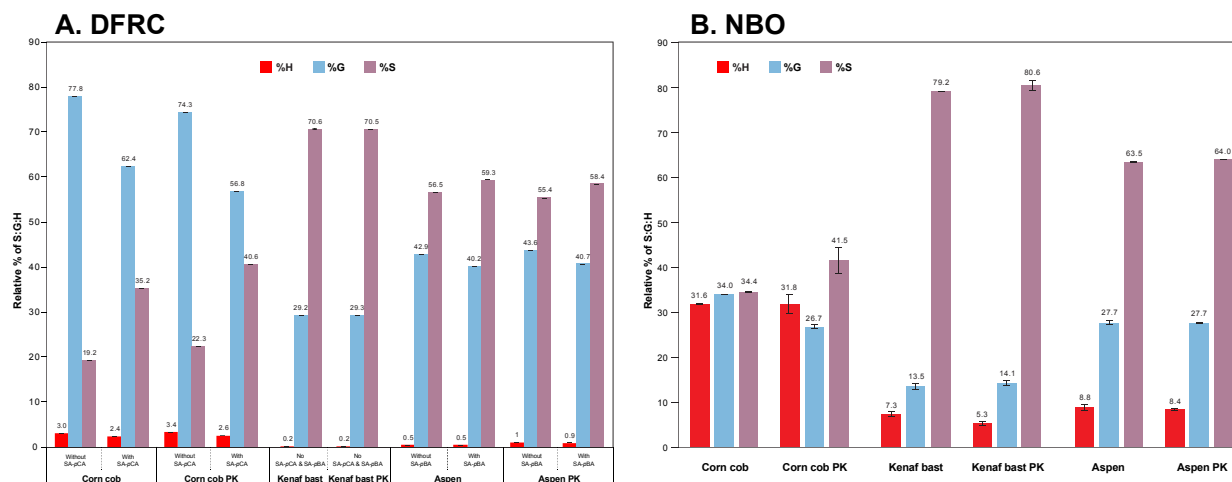 A. DFRC
90
80
70
60
50
40
30
20
10
0
Relative % of S:G:H
%H %G %S
3.0 77.8 19.2
2.4 62.4 35.2
3.4 74.3 22.3
2.6 56.8 40.6
0.2 29.2 70.6
0.2 29.3 70.5
0.5 42.9 56.5
0.5 40.2 59.3
1 43.6 55.4
0.9 40.7 58.4
Without SA-pCA
With SA-pCA
Without SA-pCA
With SA-pCA
No SA-pCA & SA-pBA
No SA-pCA & SA-pBA
Without SA-pBA
With SA-pBA
Without SA-pBA
With SA-pBA
Corn cob Corn cob PK Kenaf bast Kenaf bast PK Aspen Aspen PK
B. NBO
90
80
70
60
50
40
30
20
10
0
Relative % of S:G:H
%H %G %S
31.6 34.0 34.4
31.8 26.7 41.5
7.3 13.5 79.2
5.3 14.1 80.6
8.8 27.7 63.5
8.4 27.7 64.0
Corn cob Corn cob PK Kenaf bast Kenaf bast PK Aspen Aspen PK